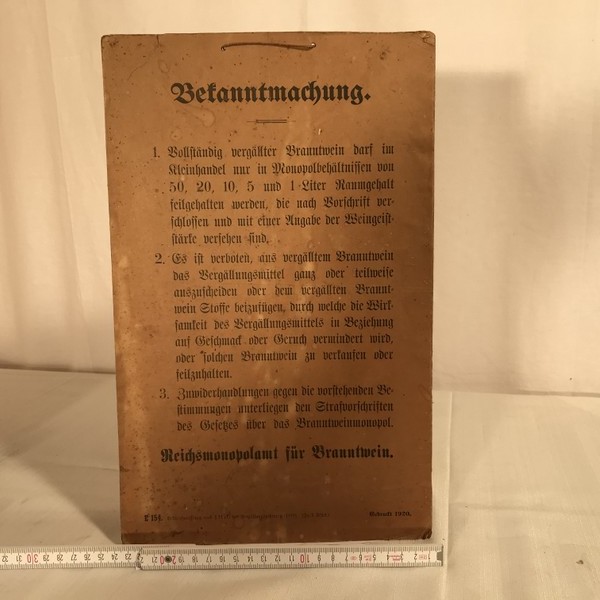 Bekanntmachung.
1. Vollständig vergällter Branntwein darf im
Kleinhandel nur in Monopolbehältnissen von
50, 20, 10, 5 und 1 Liter Raumgehalt
feilgehalten werden, die nach Vorschrift ver-
schlossen und mit einer Angabe der Weingeist-
stärke versehen sind.
2. Es ist verboten, aus vergälltem Branntwein
das Vergällungsmittel ganz oder teilweise
auszuscheiden oder dem vergällten Brannt-
wein Stoffe beizufügen, durch welche die Wirk-
samkeit des Vergällungsmittels in Beziehung
auf Geschmack oder Geruch vermindert wird,
oder solchen Branntwein zu verkaufen oder
feilzuhalten.
3. Zuwiderhandlungen gegen die vorstehenden Be-
stimmungen unterliegen den Strafvorschriften
des Gesetzes über das Branntweinmonopol.
Reichsmonopolamt für Branntwein.